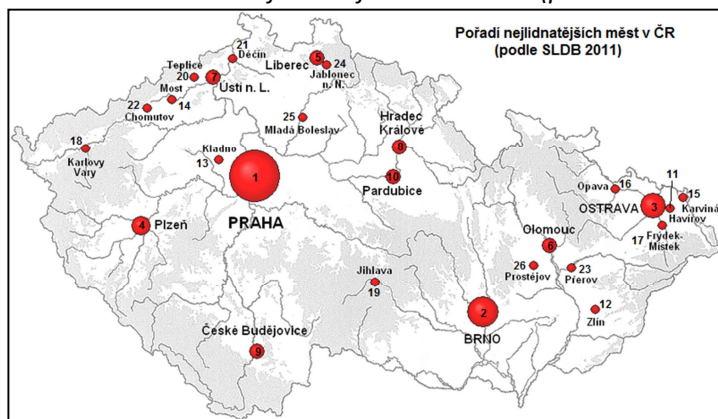 Pořadí nejlidnatějších měst v ČR
(podle SLDB 2011)
21
Děčín
Teplice
20
7
Ústí n. L.
Most
14
22
Chomutov
5
Liberec
24
Jablonec
n. N.
25
Mladá Boleslav
Hradec
Králové
8
18
Karlovy
Vary
Kladno
13
1
PRAHA
10
Pardubice
4
Plzeň
Opava
16
11
15
Karviná
3
OSTRAVA
Havířov
17
Frýdek-
Místek
Olomouc
6
26
Prostějov
23
Přerov
Jihlava
19
12
Zlín
2
BRNO
České Budějovice
9